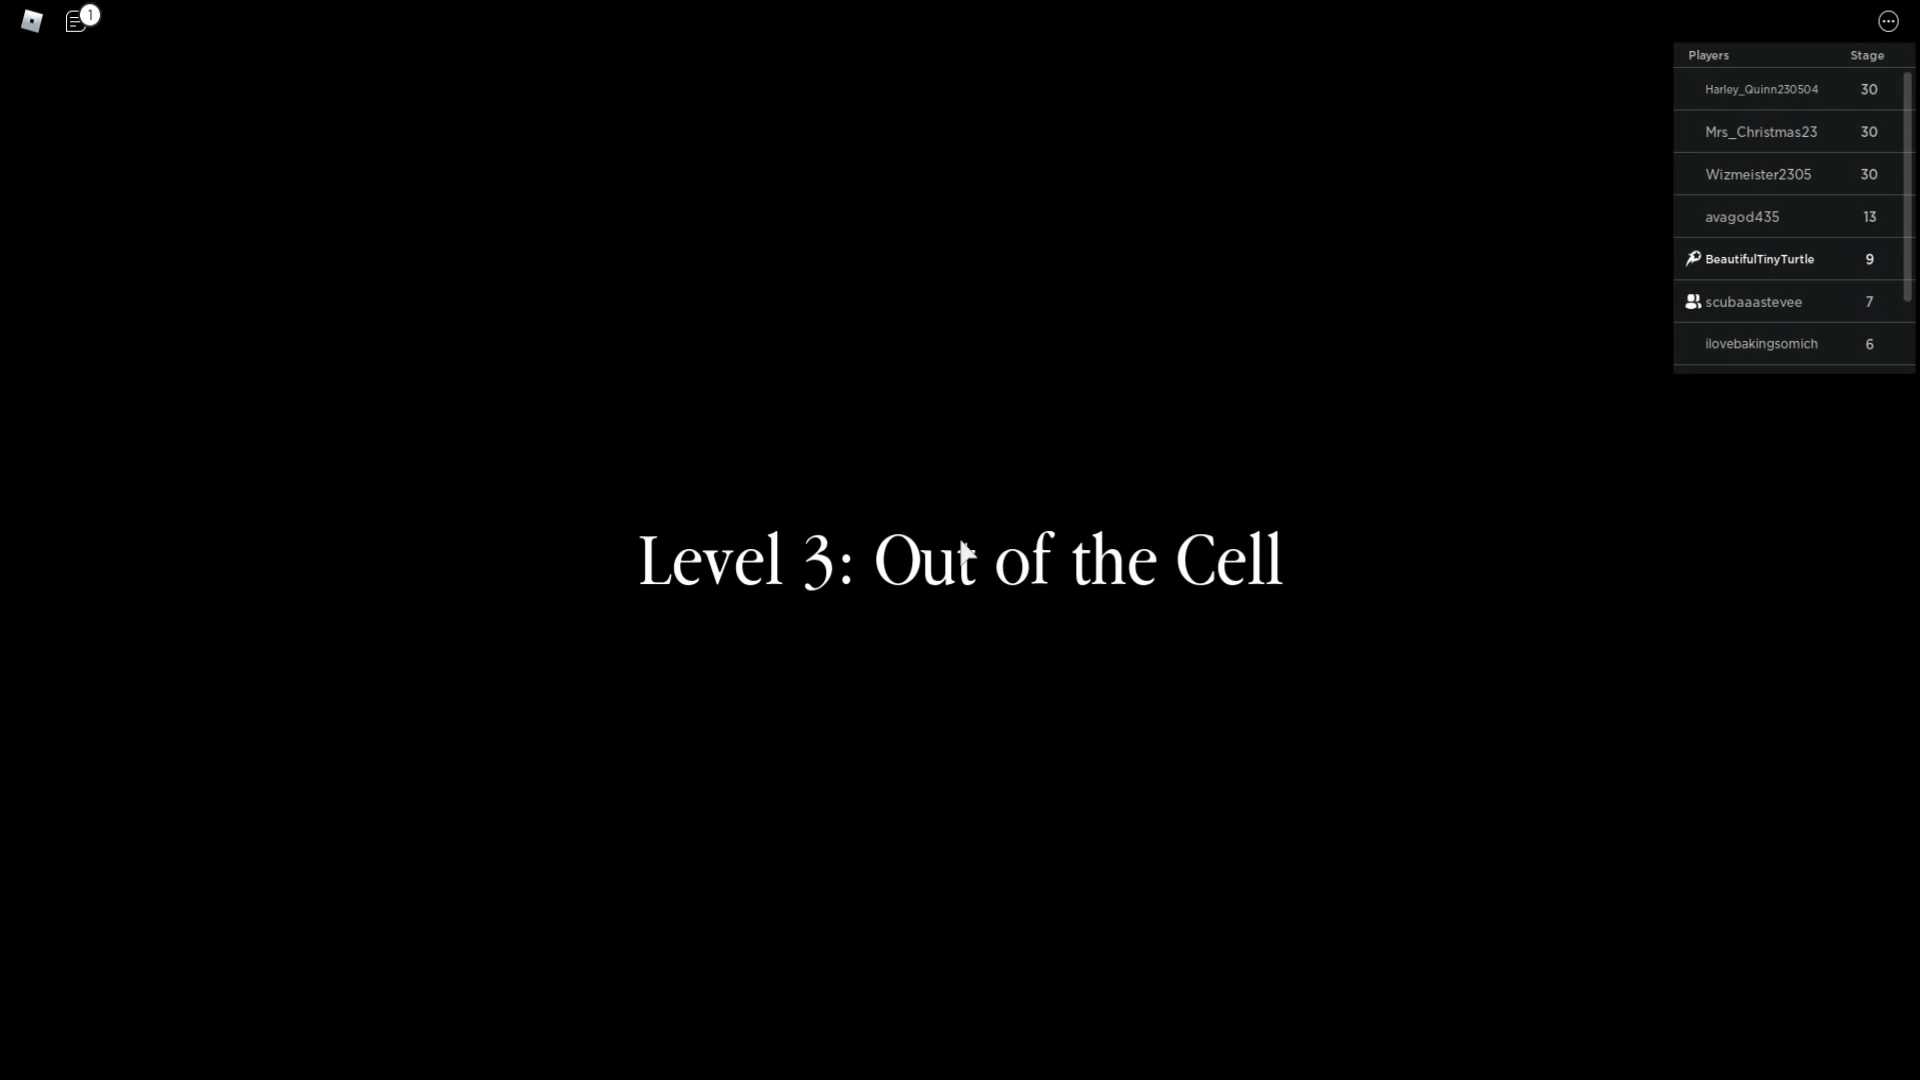 1
Players Stage
Harley_Quinn230504 30
Mrs_Christmas23 30
Wizmeister2305 30
avagod435 13
BeautifulTinyTurtle 9
scubaaastevee 7
ilovebakingsomich 6
Level 3: Out of the Cell